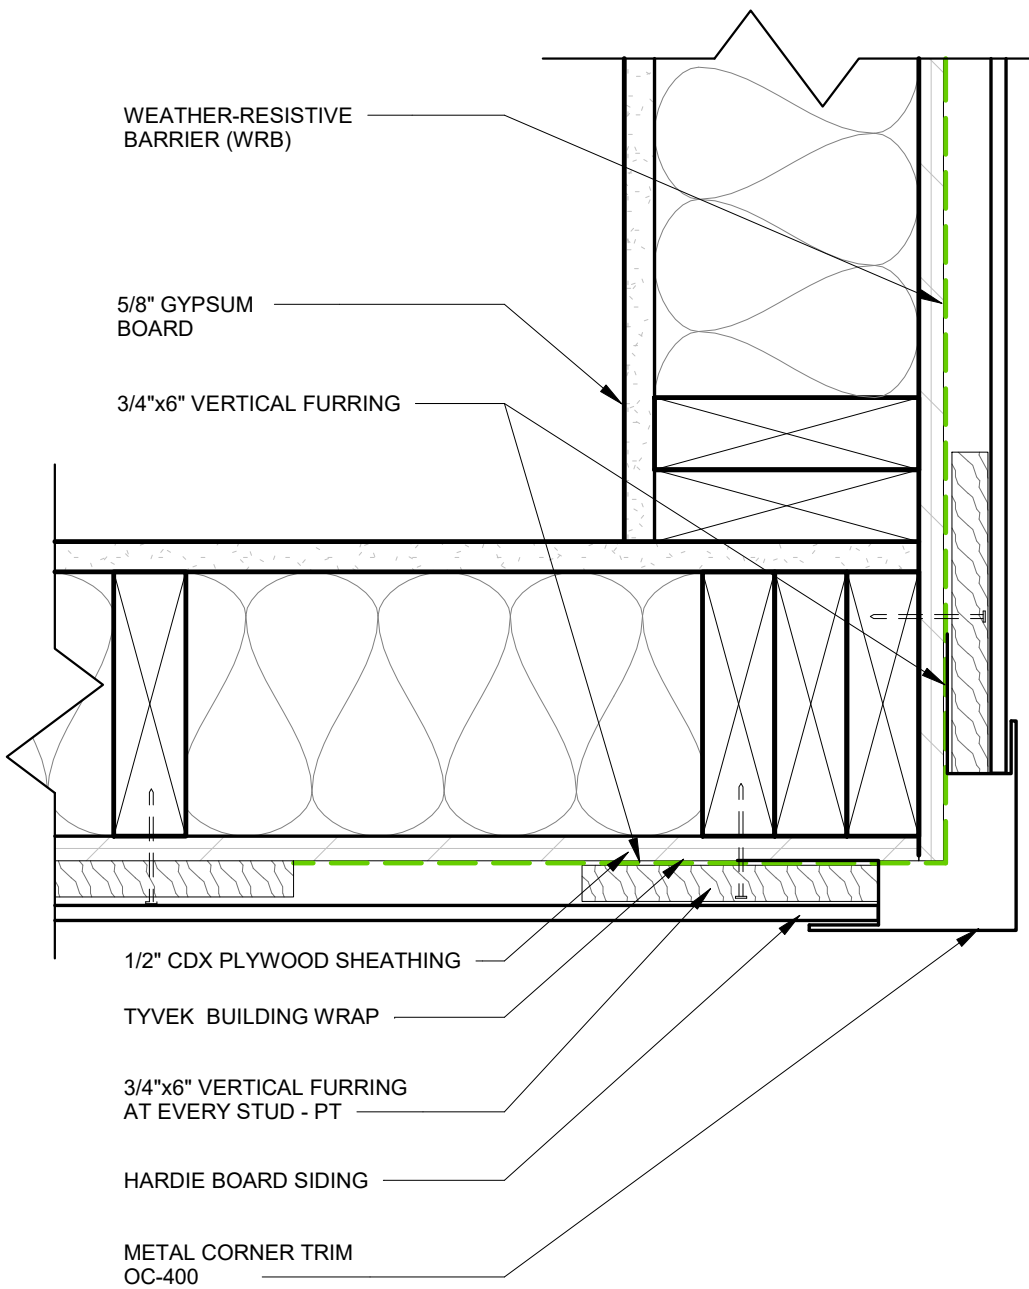 WEATHER-RESISTIVE
BARRIER (WRB)
5/8" GYPSUM
BOARD
3/4"x6" VERTICAL FURRING
1/2" CDX PLYWOOD SHEATHING
TYVEK BUILDING WRAP
3/4"x6" VERTICAL FURRING
AT EVERY STUD - PT
HARDIE BOARD SIDING
METAL CORNER TRIM
OC-400